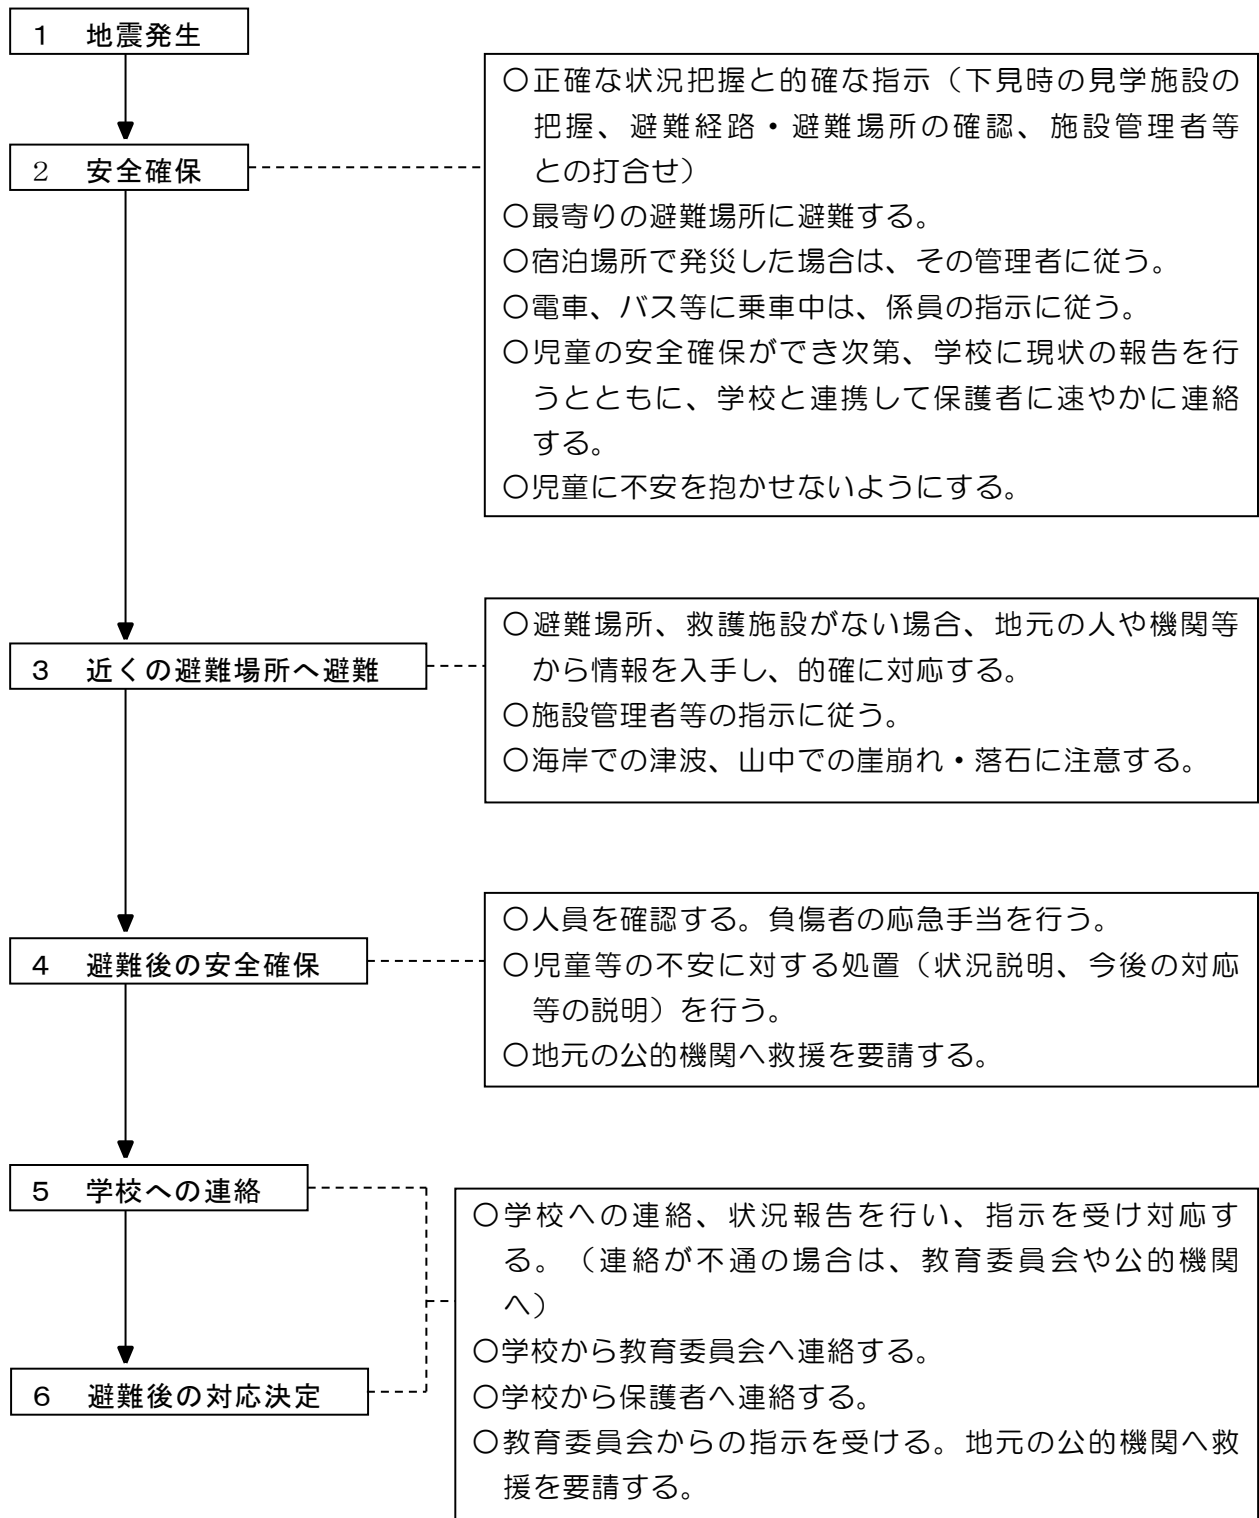 １　地震発生
２　安全確保
〇正確な状況把握と的確な指示（下見時の見学施設の
把握、避難経路・避難場所の確認、施設管理者等
との打合せ）
〇最寄りの避難場所に避難する。
〇宿泊場所で発災した場合は、その管理者に従う。
〇電車、バス等に乗車中は、係員の指示に従う。
〇児童の安全確保ができ次第、学校に現状の報告を行
うとともに、学校と連携して保護者に速やかに連絡
する。
〇児童に不安を抱かせないようにする。
３　近くの避難場所へ避難
〇避難場所、救護施設がない場合、地元の人や機関等
から情報を入手し、的確に対応する。
〇施設管理者等の指示に従う。
〇海岸での津波、山中での崖崩れ・落石に注意する。
４　避難後の安全確保
〇人員を確認する。負傷者の応急手当を行う。
〇児童等の不安に対する処置（状況説明、今後の対応
等の説明）を行う。
〇地元の公的機関へ救援を要請する。
５　学校への連絡
６　避難後の対応決定
〇学校への連絡、状況報告を行い、指示を受け対応す
る。（連絡が不通の場合は、教育委員会や公的機関
へ）
〇学校から教育委員会へ連絡する。
〇学校から保護者へ連絡する。
〇教育委員会からの指示を受ける。地元の公的機関へ救
援を要請する。